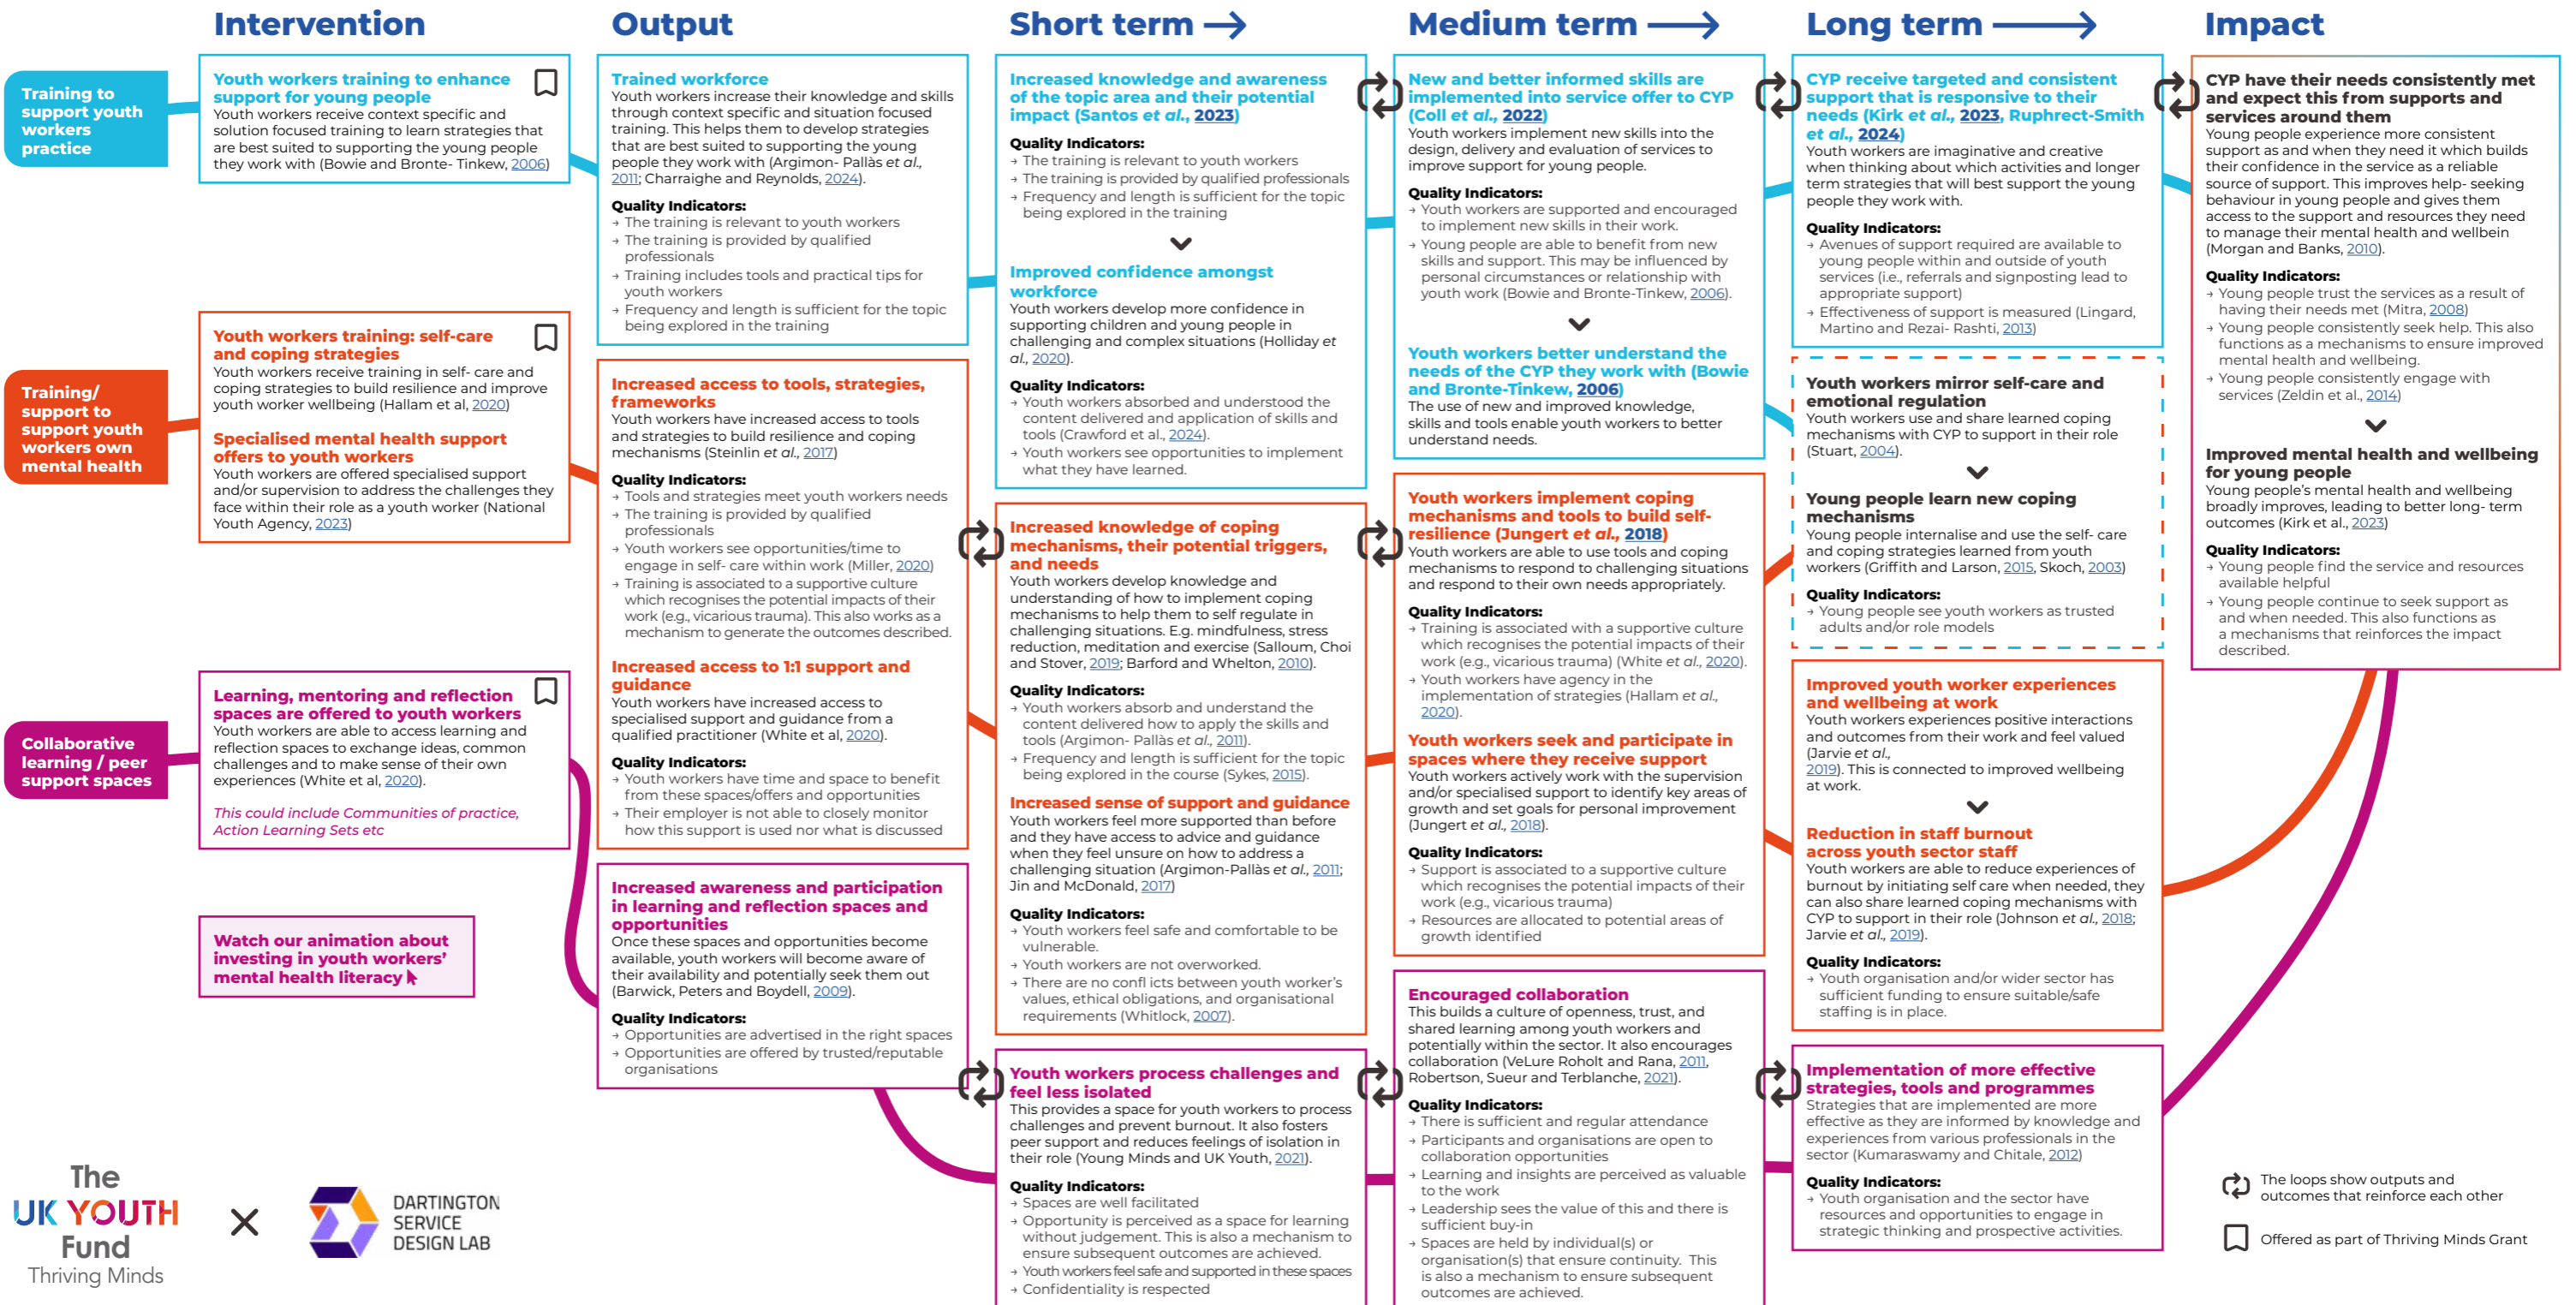 Intervention
Output
Short term →
Medium term →
Long term →
Impact
Training to
support youth
workers
practice
Youth workers training to enhance
support for young people
Youth workers receive context specific and
solution focused training to learn strategies that
are best suited to supporting the young people
they work with (Bowie and Bronte- Tinkew, 2006)
Training/
support to
support youth
workers own
mental health
Youth workers training: self-care
and coping strategies
Youth workers receive training in self- care and
coping strategies to build resilience and improve
youth worker wellbeing (Hallam et al, 2020)
Specialised mental health support
offers to youth workers
Youth workers are offered specialised support
and/or supervision to address the challenges they
face within their role as a youth worker (National
Youth Agency, 2023)
Collaborative
learning / peer
support spaces
Learning, mentoring and reflection
spaces are offered to youth workers
Youth workers are able to access learning and
reflection spaces to exchange ideas, common
challenges and to make sense of their own
experiences (White et al, 2020).
This could include Communities of practice,
Action Learning Sets etc
Watch our animation about
investing in youth workers'
mental health literacy
Trained workforce
Youth workers increase their knowledge and skills
through context specific and situation focused
training. This helps them to develop strategies
that are best suited to supporting the young
people they work with (Argimon- Pallàs et al.,
2011; Charraighe and Reynolds, 2024).
Quality Indicators:
→ The training is relevant to youth workers
→ The training is provided by qualified
professionals
→ Training includes tools and practical tips for
youth workers
→ Frequency and length is sufficient for the topic
being explored in the training
Increased access to tools, strategies,
frameworks
Youth workers have increased access to tools
and strategies to build resilience and coping
mechanisms (Steinlin et al., 2017)
Quality Indicators:
→ Tools and strategies meet youth workers needs
→ The training is provided by qualified
professionals
→ Youth workers see opportunities/time to
engage in self- care within work (Miller, 2020)
→ Training is associated to a supportive culture
which recognises the potential impacts of their
work (e.g., vicarious trauma). This also works as a
mechanism to generate the outcomes described.
Increased access to 1:1 support and
guidance
Youth workers have increased access to
specialised support and guidance from a
qualified practitioner (White et al, 2020).
Quality Indicators:
→ Youth workers have time and space to benefit
from these spaces/offers and opportunities
→ Their employer is not able to closely monitor
how this support is used nor what is discussed
Increased awareness and participation
in learning and reflection spaces and
opportunities
Once these spaces and opportunities become
available, youth workers will become aware of
their availability and potentially seek them out
(Barwick, Peters and Boydell, 2009).
Quality Indicators:
→ Opportunities are advertised in the right spaces
→ Opportunities are offered by trusted/reputable
organisations
Increased knowledge and awareness
of the topic area and their potential
impact (Santos et al., 2023)
Quality Indicators:
→ The training is relevant to youth workers
→ The training is provided by qualified professionals
→ Frequency and length is sufficient for the topic
being explored in the training
Improved confidence amongst
workforce
Youth workers develop more confidence in
supporting children and young people in
challenging and complex situations (Holliday et
al., 2020).
Quality Indicators:
→ Youth workers absorbed and understood the
content delivered and application of skills and
tools (Crawford et al., 2024).
→ Youth workers see opportunities to implement
what they have learned.
Increased knowledge of coping
mechanisms, their potential triggers,
and needs
Youth workers develop knowledge and
understanding of how to implement coping
mechanisms to help them to self regulate in
challenging situations. E.g. mindfulness, stress
reduction, meditation and exercise (Salloum, Choi
and Stover, 2019; Barford and Whelton, 2010).
Quality Indicators:
→ Youth workers absorb and understand the
content delivered how to apply the skills and
tools (Argimon- Pallàs et al., 2011).
→ Frequency and length is sufficient for the topic
being explored in the course (Sykes, 2015).
Increased sense of support and guidance
Youth workers feel more supported than before
and they have access to advice and guidance
when they feel unsure on how to address a
challenging situation (Argimon-Pallàs et al., 2011;
Jin and McDonald, 2017)
Quality Indicators:
→ Youth workers feel safe and comfortable to be
vulnerable.
→ Youth workers are not overworked.
→ There are no confl icts between youth worker's
values, ethical obligations, and organisational
requirements (Whitlock, 2007).
Youth workers process challenges and
feel less isolated
This provides a space for youth workers to process
challenges and prevent burnout. It also fosters
peer support and reduces feelings of isolation in
their role (Young Minds and UK Youth, 2021).
Quality Indicators:
→ Spaces are well facilitated
→ Opportunity is perceived as a space for learning
without judgement. This is also a mechanism to
ensure subsequent outcomes are achieved.
→ Youth workers feel safe and supported in these spaces
→ Confidentiality is respected
New and better informed skills are
implemented into service offer to CYP
(Coll et al., 2022)
Youth workers implement new skills into the
design, delivery and evaluation of services to
improve support for young people.
Quality Indicators:
→ Youth workers are supported and encouraged
to implement new skills in their work.
→ Young people are able to benefit from new
skills and support. This may be influenced by
personal circumstances or relationship with
youth work (Bowie and Bronte-Tinkew, 2006).
Youth workers better understand the
needs of the CYP they work with (Bowie
and Bronte-Tinkew, 2006)
The use of new and improved knowledge,
skills and tools enable youth workers to better
understand needs.
Youth workers implement coping
mechanisms and tools to build self-
resilience (Jungert et al., 2018)
Youth workers are able to use tools and coping
mechanisms to respond to challenging situations
and respond to their own needs appropriately.
Quality Indicators:
→ Training is associated with a supportive culture
which recognises the potential impacts of their
work (e.g., vicarious trauma) (White et al., 2020).
→ Youth workers have agency in the
implementation of strategies (Hallam et al.,
2020).
Youth workers seek and participate in
spaces where they receive support
Youth workers actively work with the supervision
and/or specialised support to identify key areas of
growth and set goals for personal improvement
(Jungert et al., 2018).
Quality Indicators:
→ Support is associated to a supportive culture
which recognises the potential impacts of their
work (e.g., vicarious trauma)
→ Resources are allocated to potential areas of
growth identified
Encouraged collaboration
This builds a culture of openness, trust, and
shared learning among youth workers and
potentially within the sector. It also encourages
collaboration (VeLure Roholt and Rana, 2011,
Robertson, Sueur and Terblanche, 2021).
Quality Indicators:
→ There is sufficient and regular attendance
→ Participants and organisations are open to
collaboration opportunities
→ Learning and insights are perceived as valuable
to the work
→ Leadership sees the value of this and there is
sufficient buy-in
→ Spaces are held by individual(s) or
organisation(s) that ensure continuity. This
is also a mechanism to ensure subsequent
outcomes are achieved.
CYP receive targeted and consistent
support that is responsive to their
needs (Kirk et al., 2023, Ruphrect-Smith
et al., 2024)
Youth workers are imaginative and creative
when thinking about which activities and longer
term strategies that will best support the young
people they work with.
Quality Indicators:
→ Avenues of support required are available to
young people within and outside of youth
services (i.e., referrals and signposting lead to
appropriate support)
→ Effectiveness of support is measured (Lingard,
Martino and Rezai- Rashti, 2013)
Youth workers mirror self-care and
emotional regulation
Youth workers use and share learned coping
mechanisms with CYP to support in their role
(Stuart, 2004).
Young people learn new coping
mechanisms
Young people internalise and use the self- care
and coping strategies learned from youth
workers (Griffith and Larson, 2015, Skoch, 2003)
Quality Indicators:
→ Young people see youth workers as trusted
adults and/or role models
Improved youth worker experiences
and wellbeing at work
Youth workers experiences positive interactions
and outcomes from their work and feel valued
(Jarvie et al.,
2019). This is connected to improved wellbeing
at work.
Reduction in staff burnout
across youth sector staff
Youth workers are able to reduce experiences of
burnout by initiating self care when needed, they
can also share learned coping mechanisms with
CYP to support in their role (Johnson et al., 2018;
Jarvie et al., 2019).
Quality Indicators:
→ Youth organisation and/or wider sector has
sufficient funding to ensure suitable/safe
staffing is in place.
Implementation of more effective
strategies, tools and programmes
Strategies that are implemented are more
effective as they are informed by knowledge and
experiences from various professionals in the
sector (Kumaraswamy and Chitale, 2012)
Quality Indicators:
→ Youth organisation and the sector have
resources and opportunities to engage in
strategic thinking and prospective activities.
CYP have their needs consistently met
and expect this from supports and
services around them
Young people experience more consistent
support as and when they need it which builds
their confidence in the service as a reliable
source of support. This improves help- seeking
behaviour in young people and gives them
access to the support and resources they need
to manage their mental health and wellbein
(Morgan and Banks, 2010).
Quality Indicators:
→ Young people trust the services as a result of
having their needs met (Mitra, 2008)
→ Young people consistently seek help. This also
functions as a mechanisms to ensure improved
mental health and wellbeing.
→ Young people consistently engage with
services (Zeldin et al., 2014)
Improved mental health and wellbeing
for young people
Young people's mental health and wellbeing
broadly improves, leading to better long- term
outcomes (Kirk et al., 2023)
Quality Indicators:
→ Young people find the service and resources
available helpful
→ Young people continue to seek support as
and when needed. This also functions as
a mechanisms that reinforces the impact
described.
The
UK YOUTH
Fund
Thriving Minds
DARTINGTON
SERVICE
DESIGN LAB
The loops show outputs and
outcomes that reinforce each other
Offered as part of Thriving Minds Grant